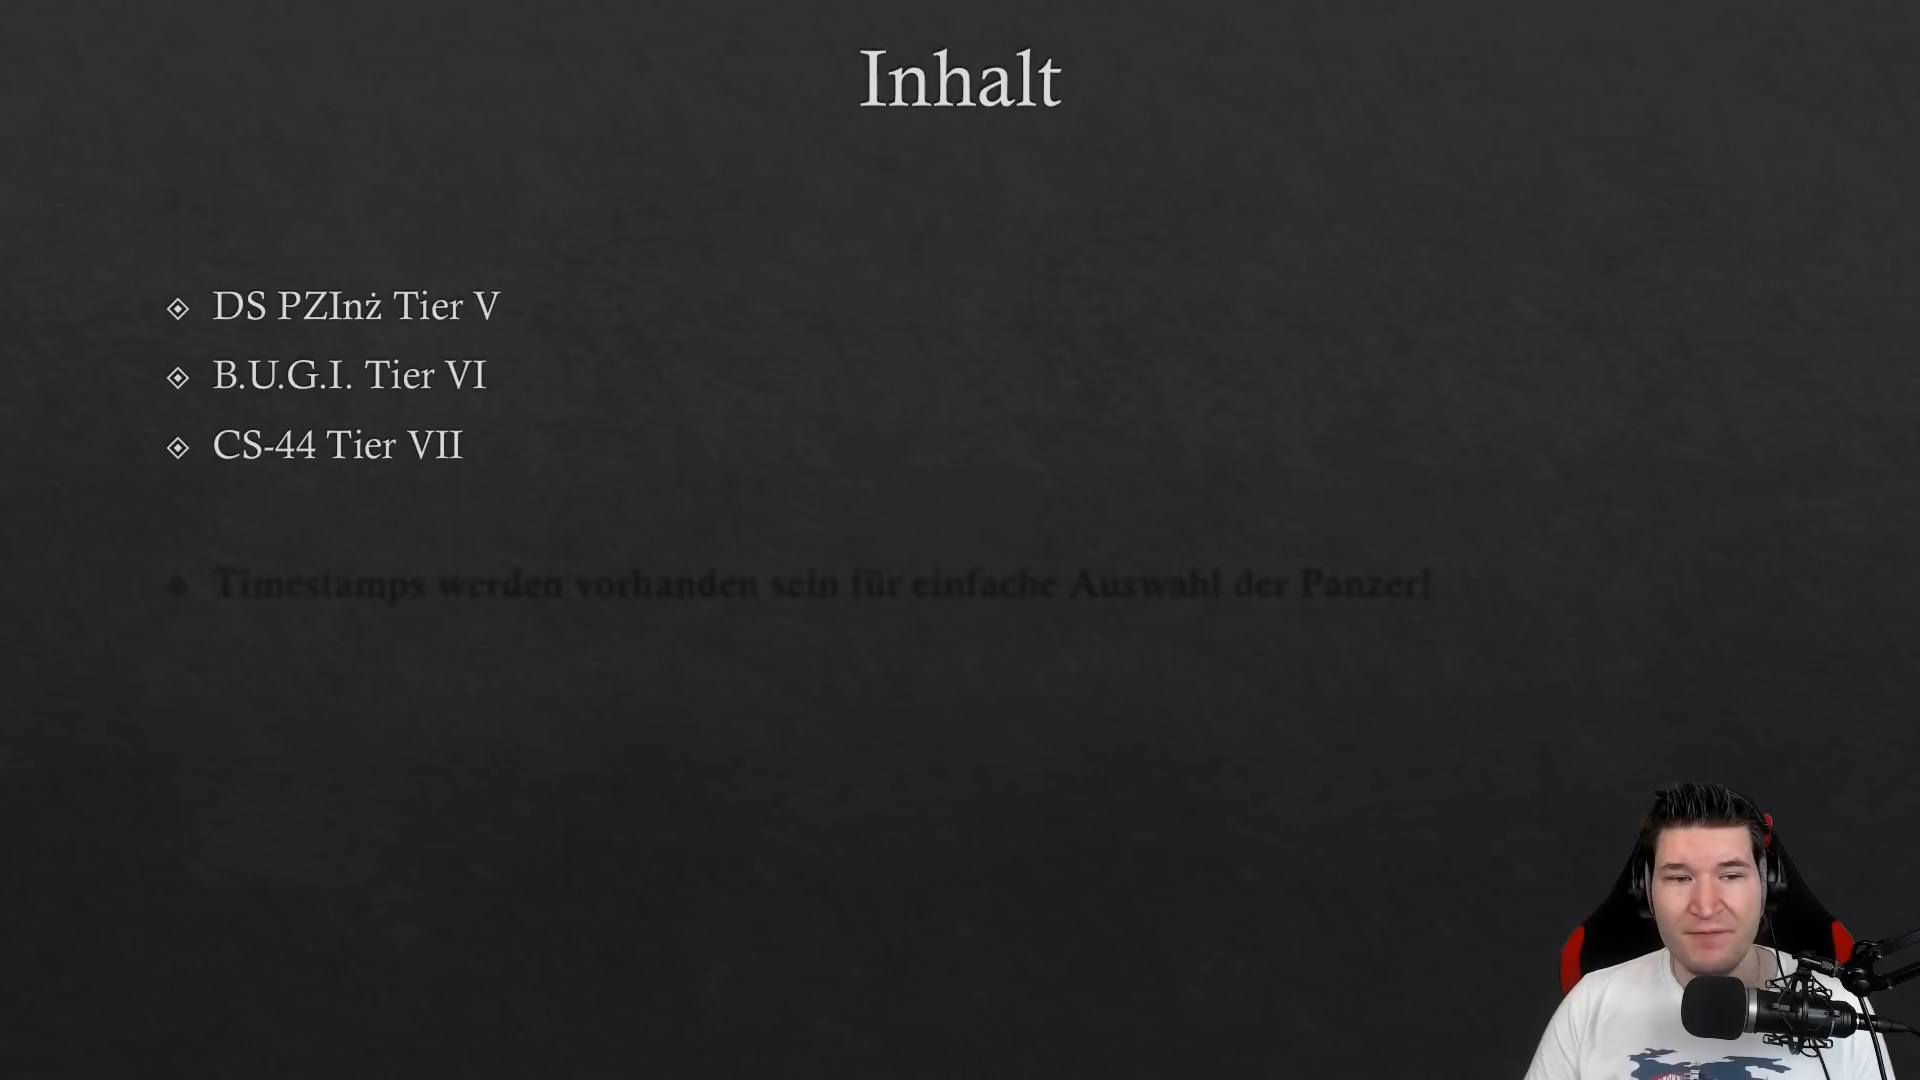 Inhalt
DS PZInż Tier V
B.U.G.I. Tier VI
CS-44 Tier VII
Timestamps werden vorhanden sein für einfache Auswahl der Panzer!